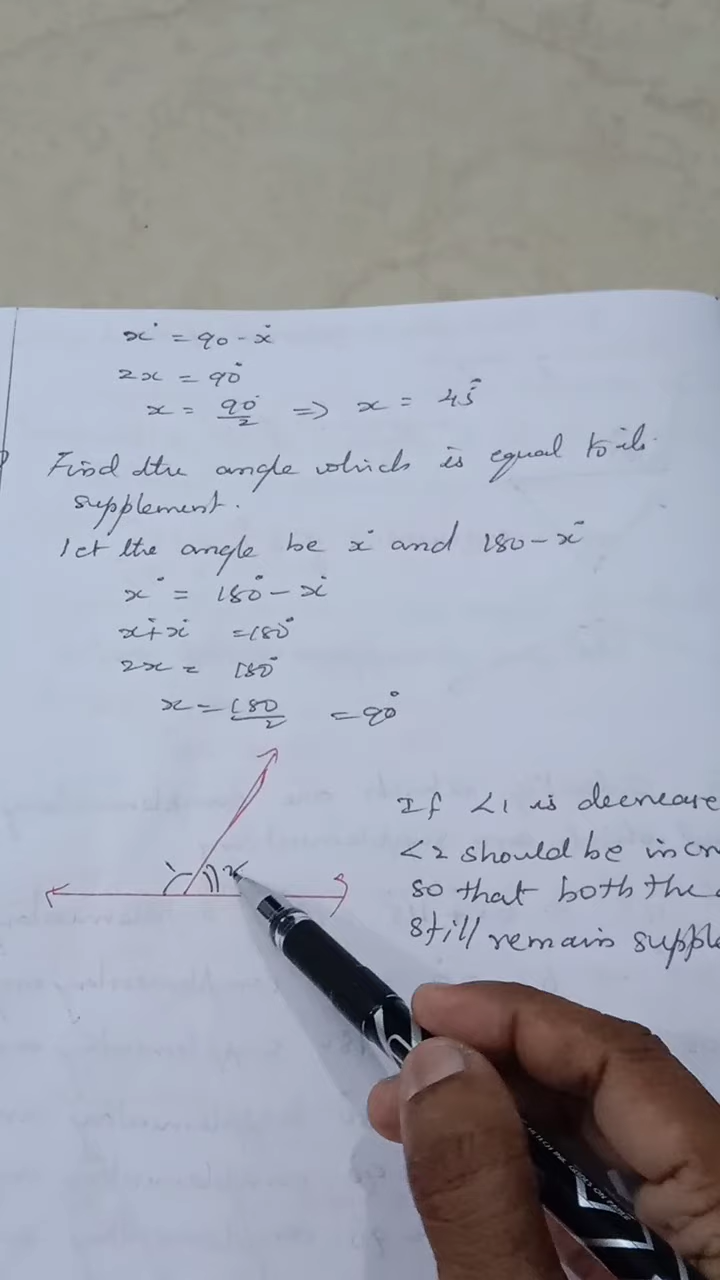 x° = 90 - x°
2x = 90°
x = 90°/2 => x = 45°
Find the angle which is equal to its
supplement.
let the angle be x° and 180 - x°
x° = 180° - x°
x° + x° = 180°
2x = 180°
x = 180/2 = 90°
If ∠1 is decreare
∠2 should be incr
so that both the
still remain supple
x